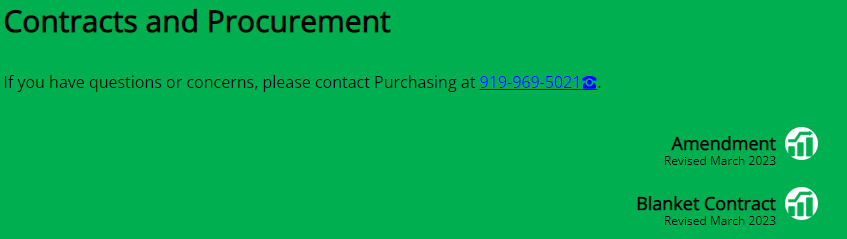 Contracts and Procurement
If you have questions or concerns, please contact Purchasing at 919-969-5021☎.
Amendment
Revised March 2023
Blanket Contract
Revised March 2023